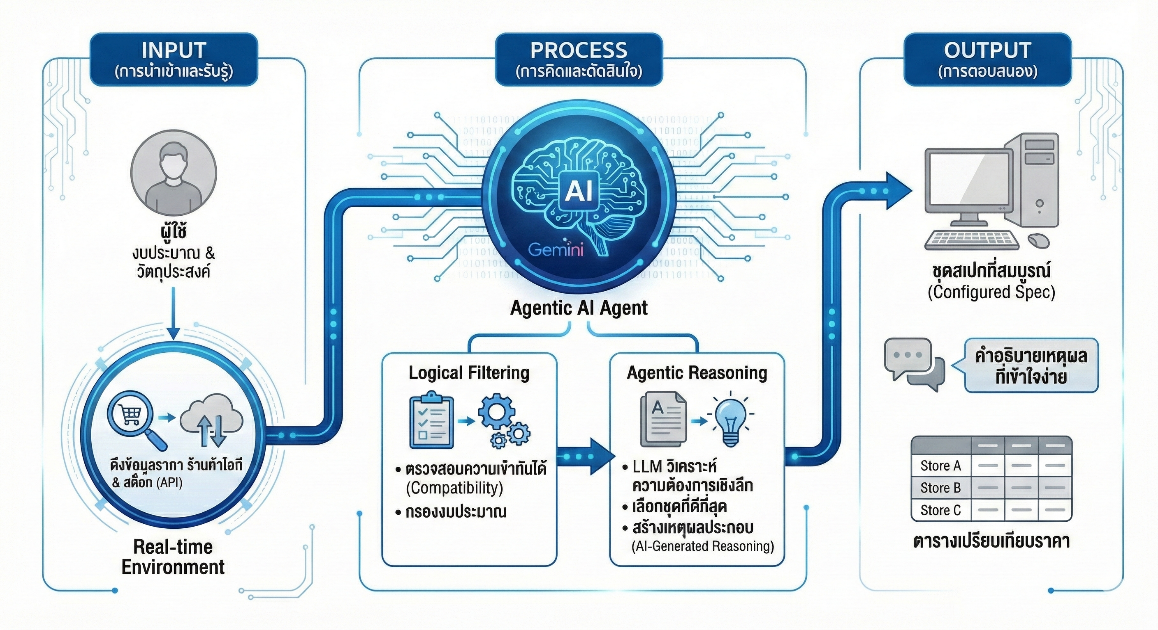 INPUT
(การนำเข้าและรับรู้)
ผู้ใช้
งบประมาณ &
วัตถุประสงค์
ดึงข้อมูลราคา ร้านค้าไอที
& สต็อก (API)
Real-time
Environment
PROCESS
(การคิดและตัดสินใจ)
AI
Gemini
Agentic AI Agent
Logical Filtering
• ตรวจสอบความเข้ากันได้
(Compatibility)
• กรองงบประมาณ
Agentic Reasoning
A
• LLM วิเคราะห์
ความต้องการเชิงลึก
• เลือกชุดที่ดีที่สุด
• สร้างเหตุผลประกอบ
(AI-Generated Reasoning)
OUTPUT
(การตอบสนอง)
ชุดสเปกที่สมบูรณ์
(Configured Spec)
คำอธิบายเหตุผล
ที่เข้าใจง่าย
Store A
Store B
Store C
ตารางเปรียบเทียบราคา